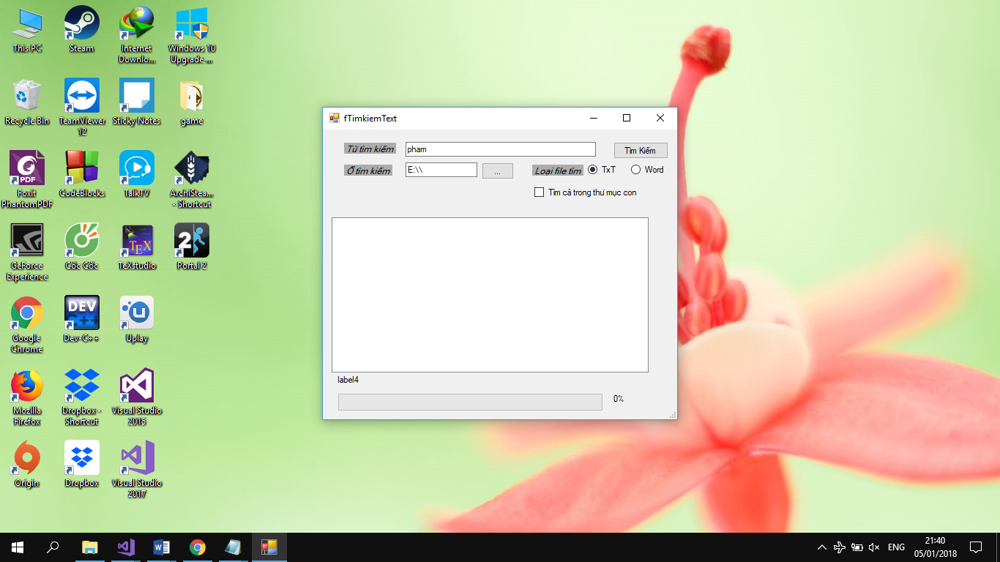 This PC
Steam
Internet
Downlo...
Windows 10
Upgrade ...
Recycle Bin
TeamViewer
12
Sticky Notes
game
Foxit
PhantomPDF
CodeBlocks
TalkTV
ArchiStea...
- Shortcut
GeForce
Experience
Cốc Cốc
TeXstudio
Portal 2
Google
Chrome
Dev-C++
Uplay
Mozilla
Firefox
Dropbox -
Shortcut
Visual Studio
2015
Origin
Dropbox
Visual Studio
2017
fTimkiemText
Từ tìm kiếm
pham
Tìm Kiếm
Ổ tìm kiếm
E:\\
...
Loại file tìm
TxT
Word
Tìm cả trong thư mục con
label4
0%
ENG
21:40
05/01/2018